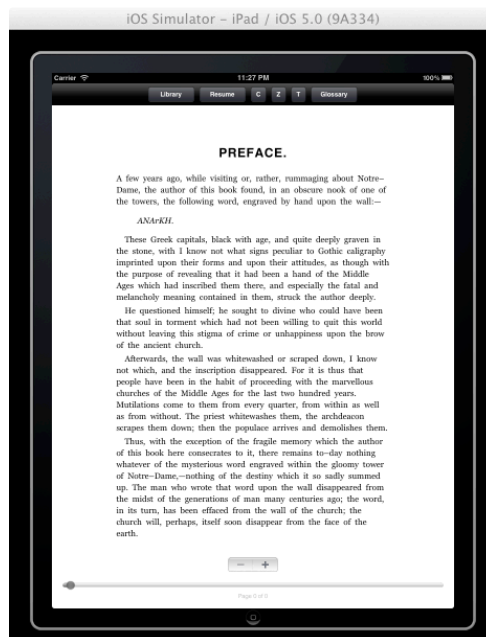 iOS Simulator - iPad / iOS 5.0 (9A334)
Carrier 11:27 PM 100%
Library Resume C Z T Glossary
PREFACE.
A few years ago, while visiting or, rather, rummaging about Notre-
Dame, the author of this book found, in an obscure nook of one of
the towers, the following word, engraved by hand upon the wall:—
ANArKH.
These Greek capitals, black with age, and quite deeply graven in
the stone, with I know not what signs peculiar to Gothic caligraphy
imprinted upon their forms and upon their attitudes, as though with
the purpose of revealing that it had been a hand of the Middle
Ages which had inscribed them there, and especially the fatal and
melancholy meaning contained in them, struck the author deeply.
He questioned himself; he sought to divine who could have been
that soul in torment which had not been willing to quit this world
without leaving this stigma of crime or unhappiness upon the brow
of the ancient church.
Afterwards, the wall was whitewashed or scraped down, I know
not which, and the inscription disappeared. For it is thus that
people have been in the habit of proceeding with the marvellous
churches of the Middle Ages for the last two hundred years.
Mutilations come to them from every quarter, from within as well
as from without. The priest whitewashes them, the archdeacon
scrapes them down; then the populace arrives and demolishes them.
Thus, with the exception of the fragile memory which the author
of this book here consecrates to it, there remains to-day nothing
whatever of the mysterious word engraved within the gloomy tower
of Notre-Dame,—nothing of the destiny which it so sadly summed
up. The man who wrote that word upon the wall disappeared from
the midst of the generations of man many centuries ago; the word,
in its turn, has been effaced from the wall of the church; the
church will, perhaps, itself soon disappear from the face of the
earth.
- +
Page 0 of 0